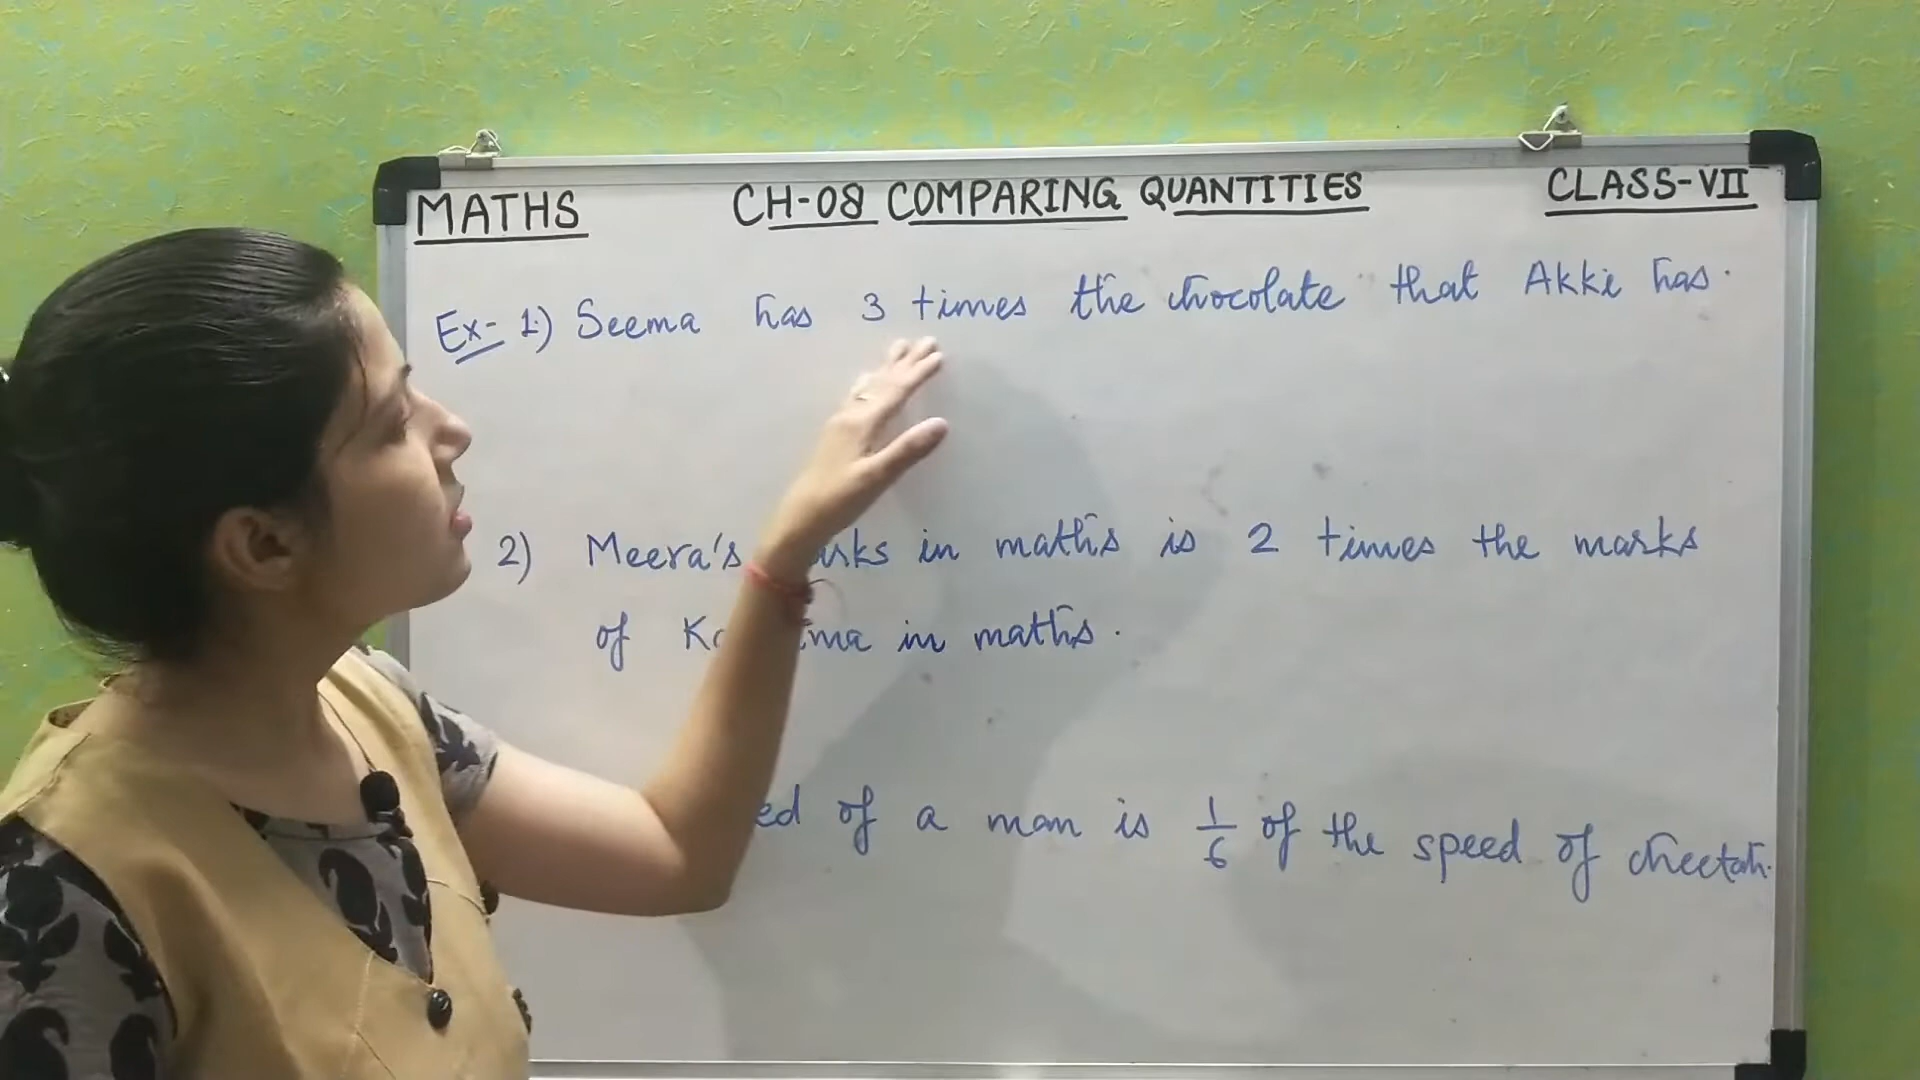 MATHS CH-08 COMPARING QUANTITIES CLASS-VII
Ex- 1) Seema has 3 times the chocolate that Akki has.
2) Meera's in maths is 2 times the marks
of in maths.
of a man is 1/6 of the speed of cheetah.